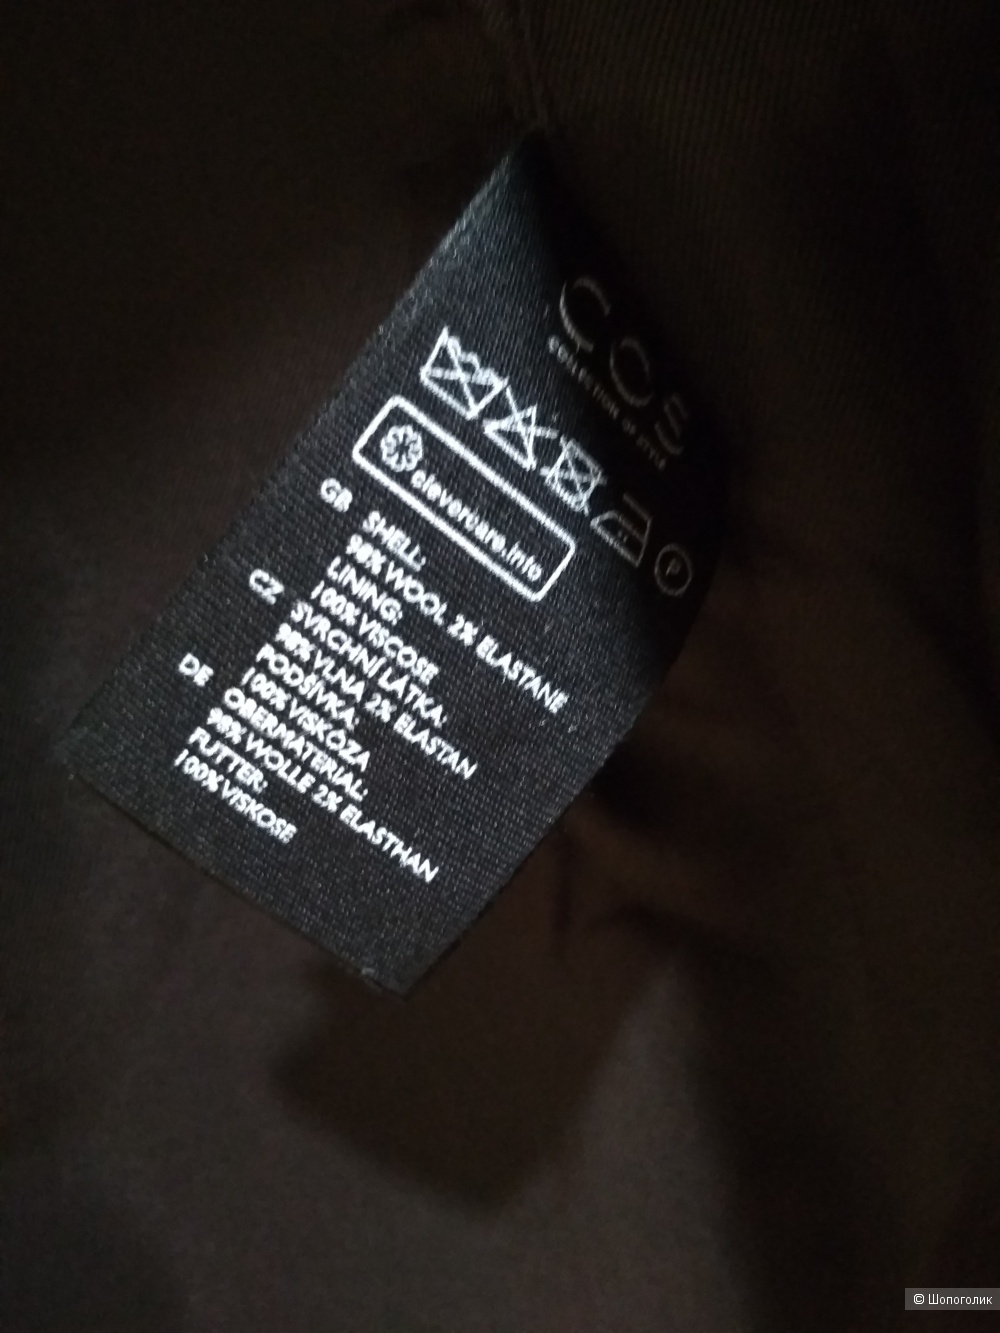 COS
COLLECTION OF STYLE
P
clevercare.info
GB SHELL:
98% WOOL 2% ELASTANE
LINING:
100% VISCOSE
CZ SVRCHNÍ LÁTKA:
98% VLNA 2% ELASTAN
PODŠÍVKA:
100% VISKÓZA
DE OBERMATERIAL:
98% WOLLE 2% ELASTHAN
FUTTER:
100% VISKOSE
© Шопоголик